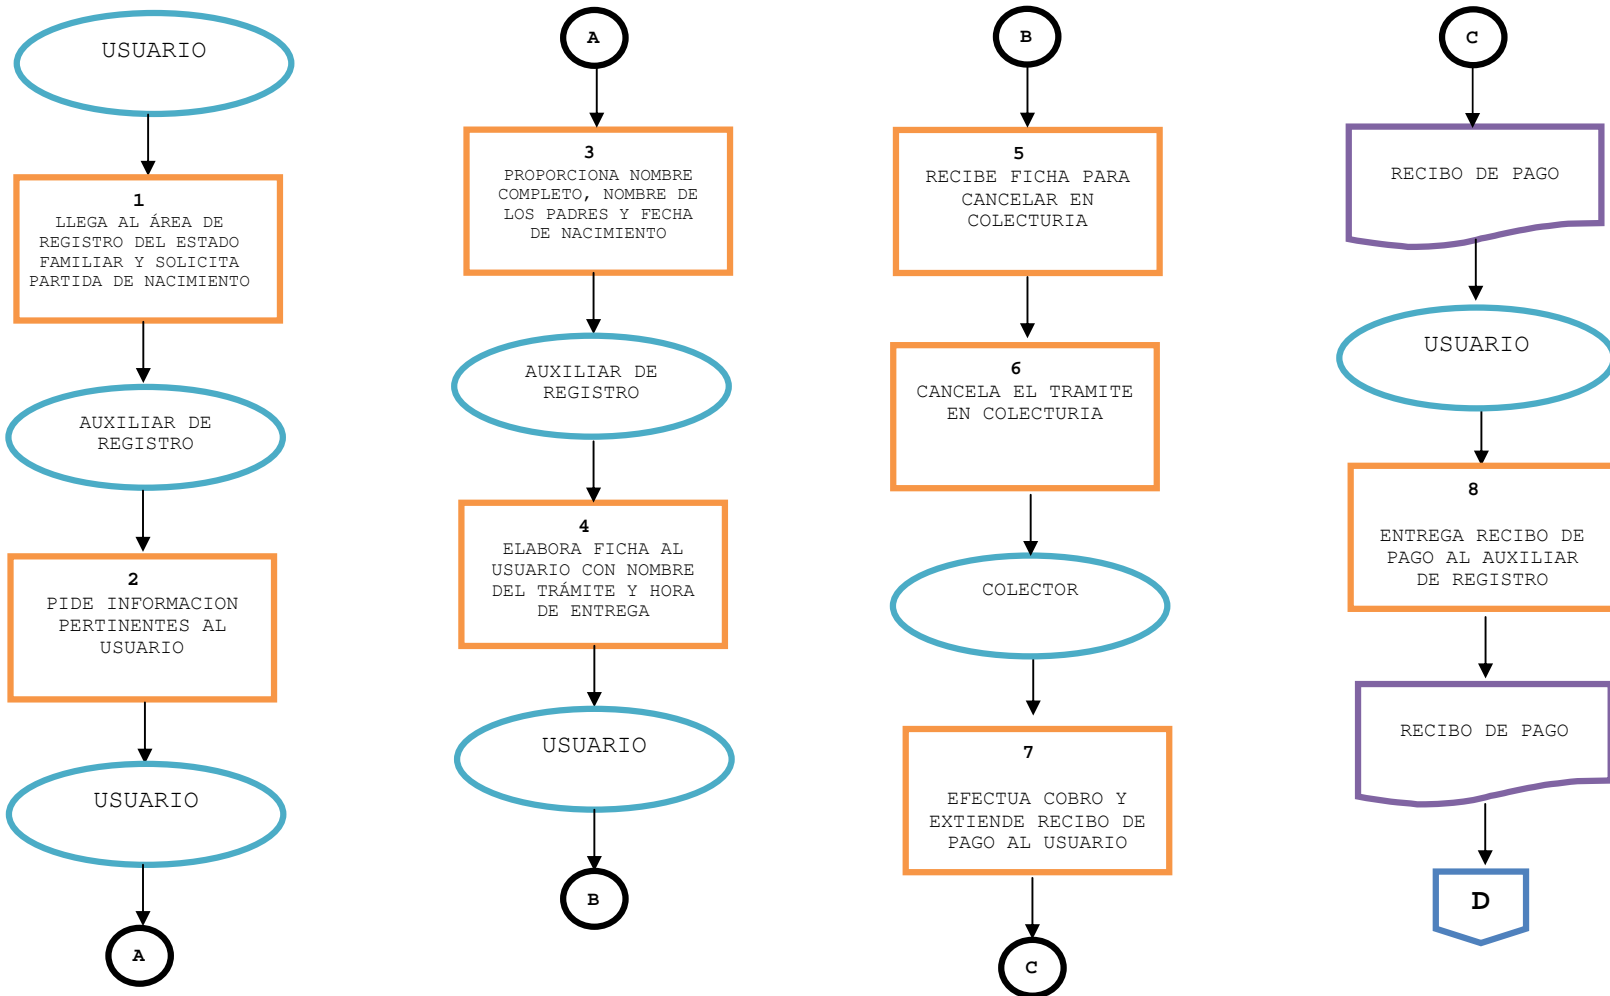 USUARIO
1
LLEGA AL ÁREA DE
REGISTRO DEL ESTADO
FAMILIAR Y SOLICITA
PARTIDA DE NACIMIENTO
AUXILIAR DE
REGISTRO
2
PIDE INFORMACION
PERTINENTES AL
USUARIO
USUARIO
A
A
3
PROPORCIONA NOMBRE
COMPLETO, NOMBRE DE
LOS PADRES Y FECHA
DE NACIMIENTO
AUXILIAR DE
REGISTRO
4
ELABORA FICHA AL
USUARIO CON NOMBRE
DEL TRÁMITE Y HORA
DE ENTREGA
USUARIO
B
B
5
RECIBE FICHA PARA
CANCELAR EN
COLECTURIA
6
CANCELA EL TRAMITE
EN COLECTURIA
COLECTOR
7
EFECTUA COBRO Y
EXTIENDE RECIBO DE
PAGO AL USUARIO
C
C
RECIBO DE PAGO
USUARIO
8
ENTREGA RECIBO DE
PAGO AL AUXILIAR
DE REGISTRO
RECIBO DE PAGO
D